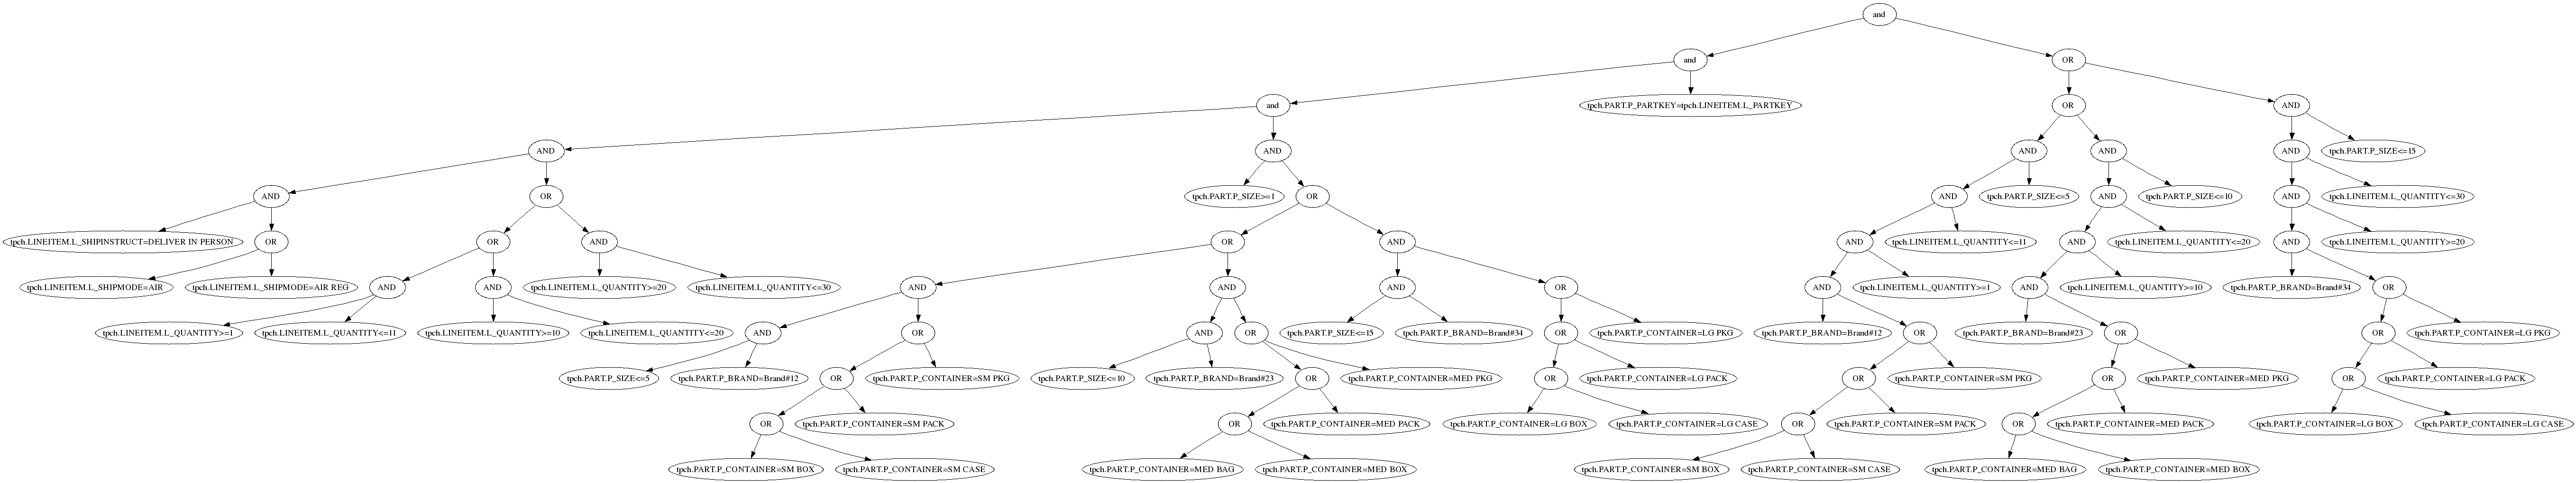 and
and
OR
and
tpch.PART.P_PARTKEY=tpch.LINEITEM.L_PARTKEY
OR
AND
AND
AND
AND
AND
AND
tpch.PART.P_SIZE<=15
AND
OR
tpch.PART.P_SIZE>=1
OR
AND
tpch.PART.P_SIZE<=5
AND
tpch.PART.P_SIZE<=10
AND
tpch.LINEITEM.L_QUANTITY<=30
tpch.LINEITEM.L_SHIPINSTRUCT=DELIVER IN PERSON
OR
OR
AND
OR
AND
AND
tpch.LINEITEM.L_QUANTITY<=11
AND
tpch.LINEITEM.L_QUANTITY<=20
AND
tpch.LINEITEM.L_QUANTITY>=20
tpch.LINEITEM.L_SHIPMODE=AIR
tpch.LINEITEM.L_SHIPMODE=AIR REG
AND
AND
tpch.LINEITEM.L_QUANTITY>=20
tpch.LINEITEM.L_QUANTITY<=30
AND
AND
AND
OR
AND
tpch.LINEITEM.L_QUANTITY>=1
AND
tpch.LINEITEM.L_QUANTITY>=10
tpch.PART.P_BRAND=Brand#34
OR
tpch.LINEITEM.L_QUANTITY>=1
tpch.LINEITEM.L_QUANTITY<=11
tpch.LINEITEM.L_QUANTITY>=10
tpch.LINEITEM.L_QUANTITY<=20
AND
OR
AND
OR
tpch.PART.P_SIZE<=15
tpch.PART.P_BRAND=Brand#34
OR
tpch.PART.P_CONTAINER=LG PKG
tpch.PART.P_BRAND=Brand#12
OR
tpch.PART.P_BRAND=Brand#23
OR
OR
tpch.PART.P_CONTAINER=LG PKG
tpch.PART.P_SIZE<=5
tpch.PART.P_BRAND=Brand#12
OR
tpch.PART.P_CONTAINER=SM PKG
tpch.PART.P_SIZE<=10
tpch.PART.P_BRAND=Brand#23
OR
tpch.PART.P_CONTAINER=MED PKG
OR
tpch.PART.P_CONTAINER=LG PACK
OR
tpch.PART.P_CONTAINER=SM PKG
OR
tpch.PART.P_CONTAINER=MED PKG
OR
tpch.PART.P_CONTAINER=LG PACK
OR
tpch.PART.P_CONTAINER=SM PACK
OR
tpch.PART.P_CONTAINER=MED PACK
tpch.PART.P_CONTAINER=LG BOX
tpch.PART.P_CONTAINER=LG CASE
OR
tpch.PART.P_CONTAINER=SM PACK
OR
tpch.PART.P_CONTAINER=MED PACK
tpch.PART.P_CONTAINER=LG BOX
tpch.PART.P_CONTAINER=LG CASE
tpch.PART.P_CONTAINER=SM BOX
tpch.PART.P_CONTAINER=SM CASE
tpch.PART.P_CONTAINER=MED BAG
tpch.PART.P_CONTAINER=MED BOX
tpch.PART.P_CONTAINER=SM BOX
tpch.PART.P_CONTAINER=SM CASE
tpch.PART.P_CONTAINER=MED BAG
tpch.PART.P_CONTAINER=MED BOX